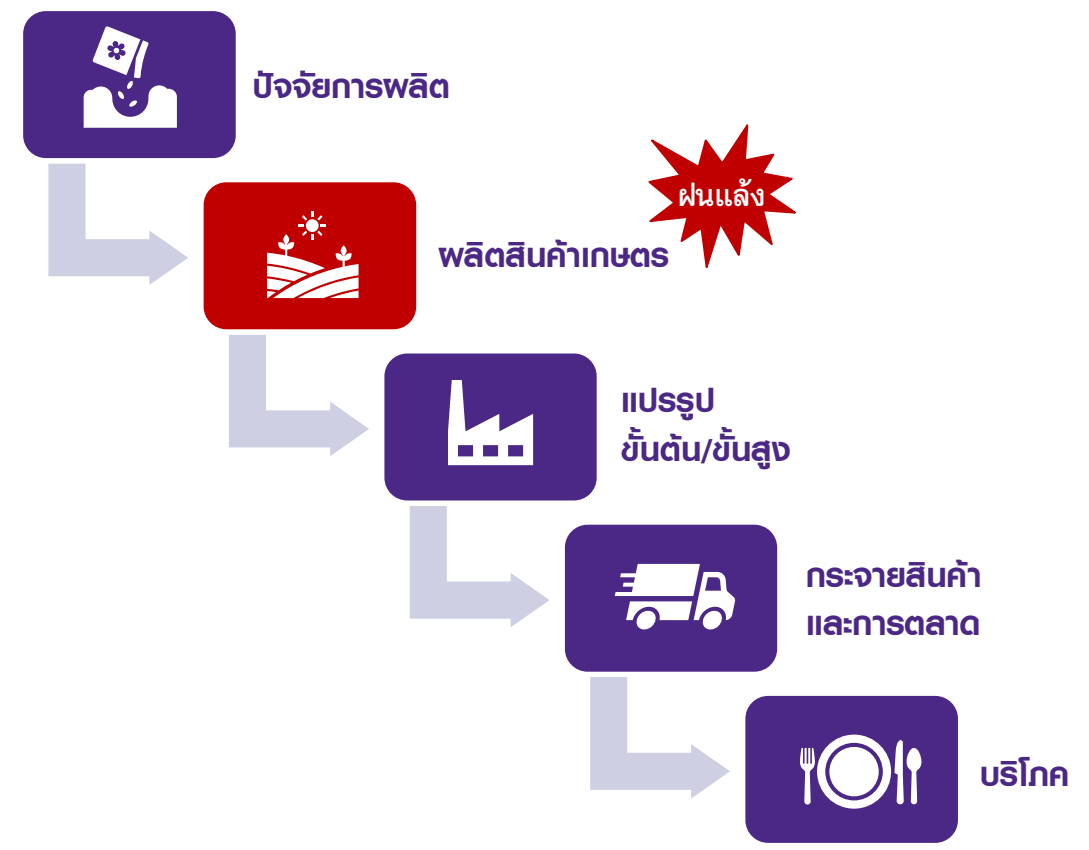 ปัจจัยการผลิต
ฝนแล้ง
ผลิตสินค้าเกษตร
แปรรูป
ขั้นต้น/ขั้นสูง
กระจายสินค้า
และการตลาด
บริโภค